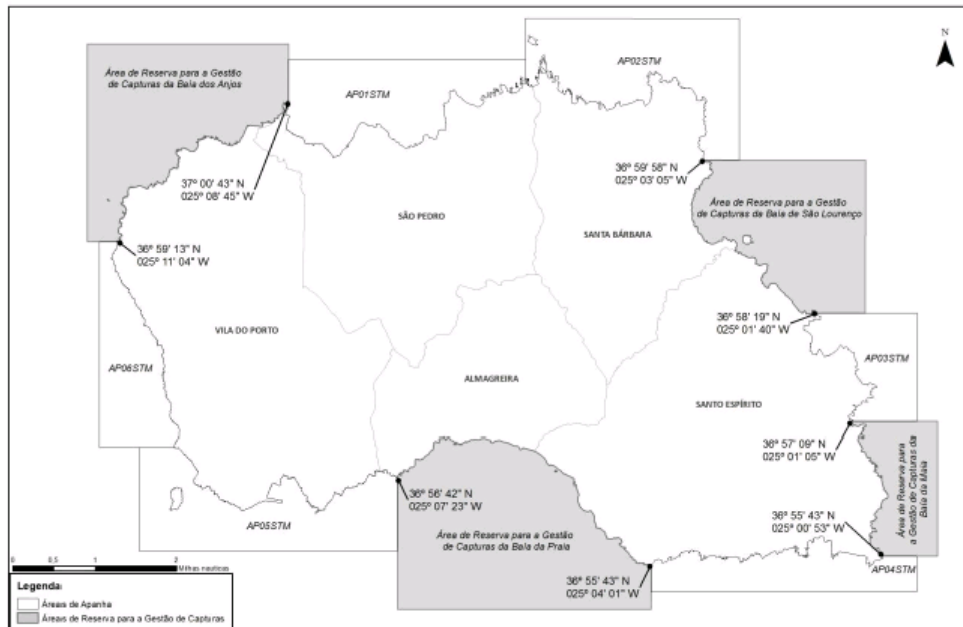 N
Área de Reserva para a Gestão
de Capturas da Baía dos Anjos
AP01STM
AP02STM
37º 00' 43" N
025º 08' 45" W
36º 59' 58" N
025º 03' 05" W
Área de Reserva para a Gestão
de Capturas da Baía de São Lourenço
SÃO PEDRO
SANTA BÁRBARA
36º 59' 13" N
025º 11' 04" W
VILA DO PORTO
36º 58' 19" N
025º 01' 40" W
AP06STM
ALMAGREIRA
AP03STM
SANTO ESPÍRITO
36º 57' 09" N
025º 01' 05" W
Área de Reserva para
a Gestão de Capturas da
Baía da Maia
36º 56' 42" N
025º 07' 23" W
36º 55' 43" N
025º 00' 53" W
AP05STM
Área de Reserva para a Gestão
de Capturas da Baía da Praia
AP04STM
36º 55' 43" N
025º 04' 01" W
0 0,5 1 2
Milhas nauticas
Legenda:
Áreas de Apanha
Áreas de Reserva para a Gestão de Capturas